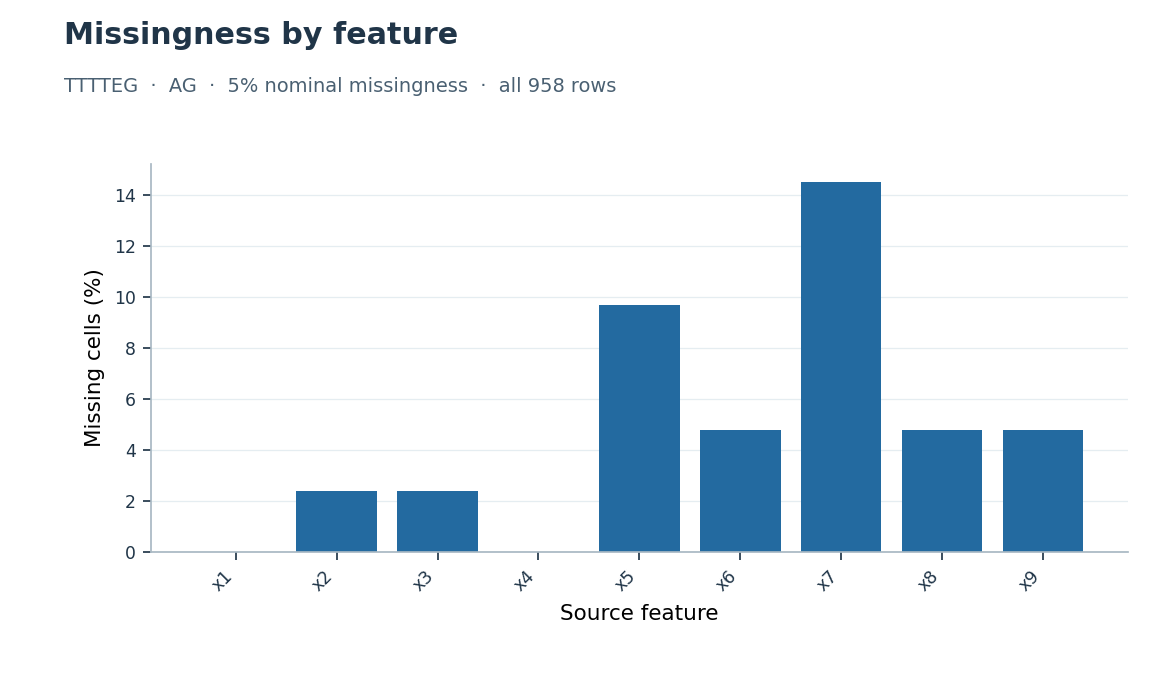 Missingness by feature
TTTTEG · AG · 5% nominal missingness · all 958 rows
Missing cells (%)
14
12
10
8
6
4
2
0
x1 x2 x3 x4 x5 x6 x7 x8 x9
Source feature